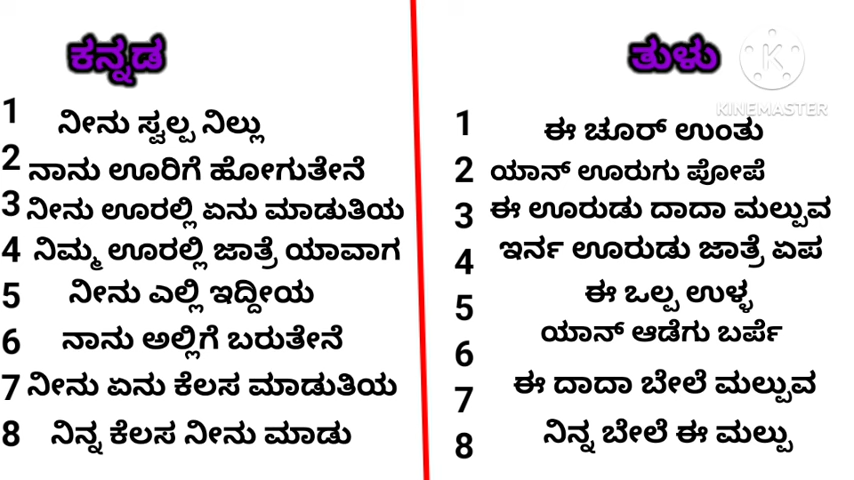 ಕನ್ನಡ
1 ನೀನು ಸ್ವಲ್ಪ ನಿಲ್ಲು
2 ನಾನು ಊರಿಗೆ ಹೋಗುತೇನೆ
3 ನೀನು ಊರಲ್ಲಿ ಏನು ಮಾಡುತಿಯ
4 ನಿಮ್ಮ ಊರಲ್ಲಿ ಜಾತ್ರೆ ಯಾವಾಗ
5 ನೀನು ಎಲ್ಲಿ ಇದ್ದೀಯ
6 ನಾನು ಅಲ್ಲಿಗೆ ಬರುತೇನೆ
7 ನೀನು ಏನು ಕೆಲಸ ಮಾಡುತಿಯ
8 ನಿನ್ನ ಕೆಲಸ ನೀನು ಮಾಡು
ತುಳು
K
KINEMASTER
1 ಈ ಚೂರ್ ಉಂತು
2 ಯಾನ್ ಊರುಗು ಪೋಪೆ
3 ಈ ಊರುಡು ದಾದಾ ಮಲ್ಪುವ
4 ಇರ್ನ ಊರುಡು ಜಾತ್ರೆ ಏಪ
5 ಈ ಒಲ್ಪ ಉಳ್ಳ
6 ಯಾನ್ ಆಡೆಗು ಬರ್ಪೆ
7 ಈ ದಾದಾ ಬೇಲೆ ಮಲ್ಪುವ
8 ನಿನ್ನ ಬೇಲೆ ಈ ಮಲ್ಪು